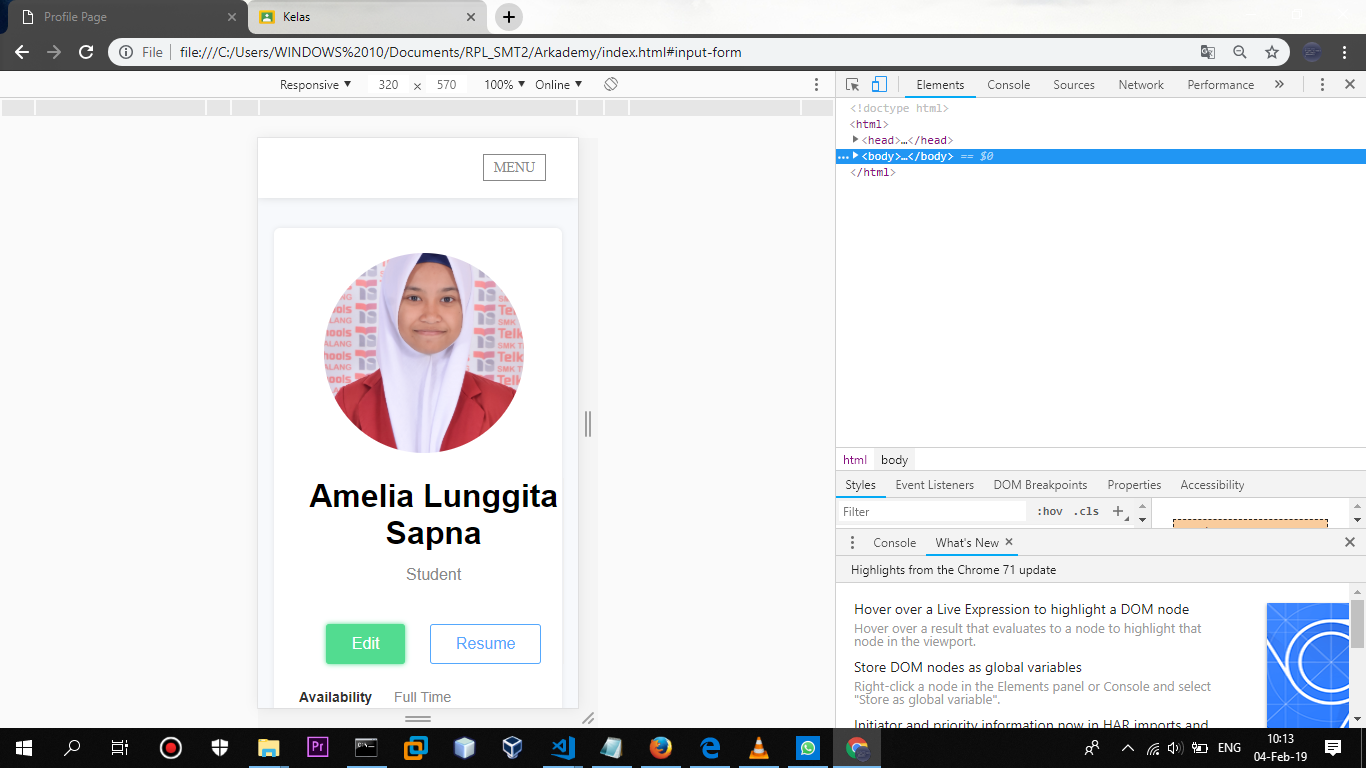 Profile Page
Kelas
File
file:///C:/Users/WINDOWS%2010/Documents/RPL_SMT2/Arkademy/index.html#input-form
Responsive ▼ 320 x 570 100% ▼ Online ▼
Elements Console Sources Network Performance »
<!doctype html>
<html>
<head>…</head>
<body>…</body> == $0
</html>
MENU
Telk
SMK T
ALANG
hools
Amelia Lunggita
Sapna
Student
Edit
Resume
Availability Full Time
html body
Styles Event Listeners DOM Breakpoints Properties Accessibility
Filter :hov .cls +
Console What's New
Highlights from the Chrome 71 update
Hover over a Live Expression to highlight a DOM node
Hover over a result that evaluates to a node to highlight that
node in the viewport.
Store DOM nodes as global variables
Right-click a node in the Elements panel or Console and select
"Store as global variable".
Initiator and priority information now in HAR imports and
Pr
ENG
10:13
04-Feb-19